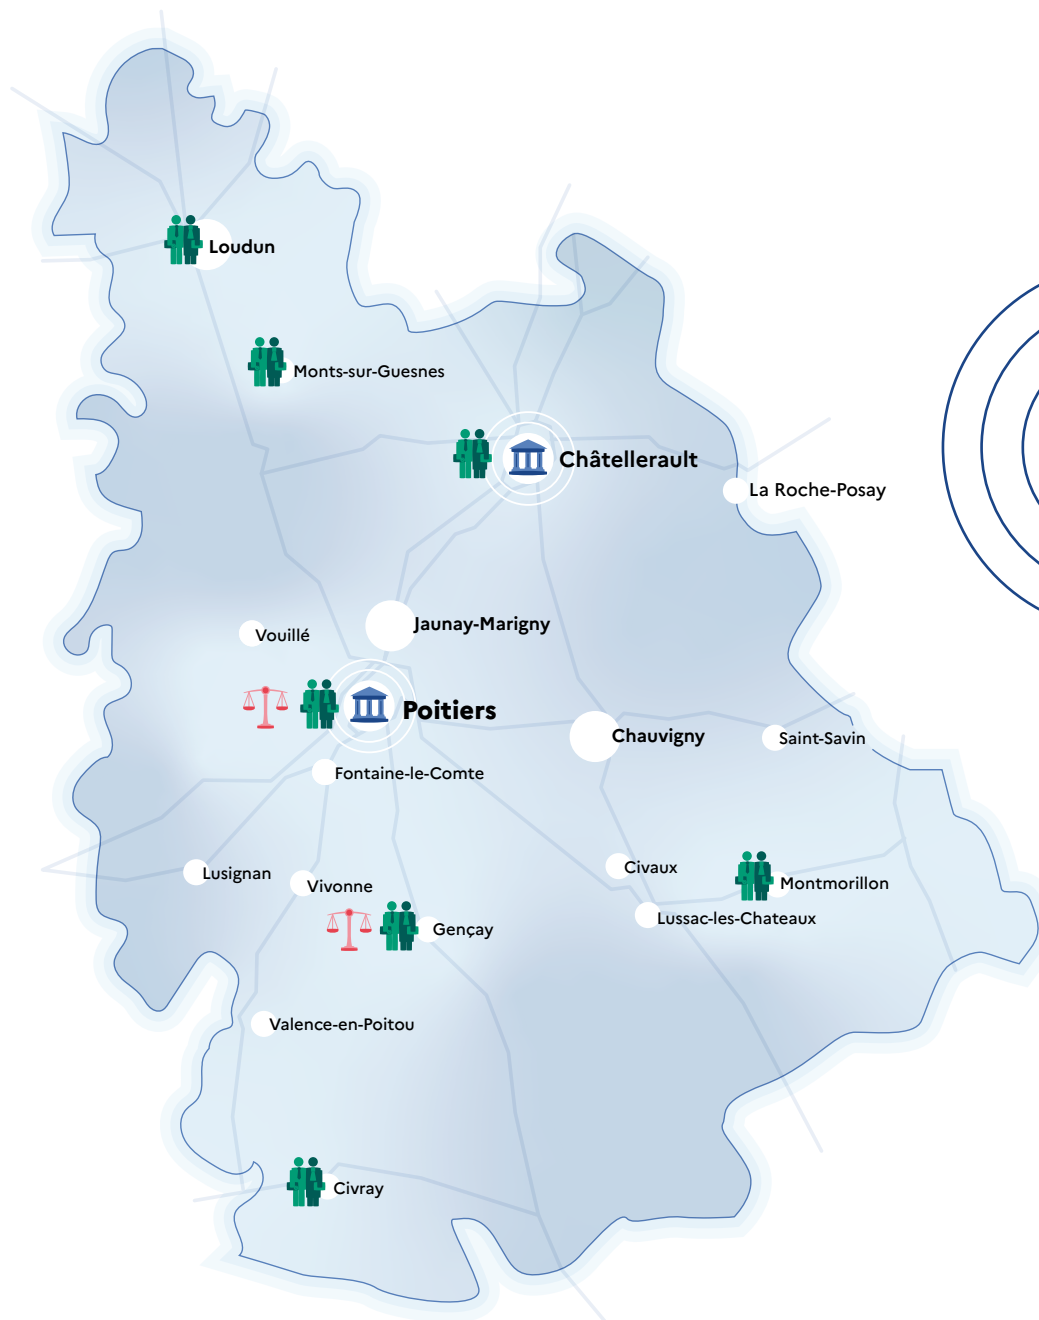 Loudun
Monts-sur-Guesnes
Châtellerault
La Roche-Posay
Jaunay-Marigny
Vouillé
Poitiers
Chauvigny
Saint-Savin
Fontaine-le-Comte
Civaux
Lusignan
Vivonne
Montmorillon
Lussac-les-Chateaux
Gençay
Valence-en-Poitou
Civray